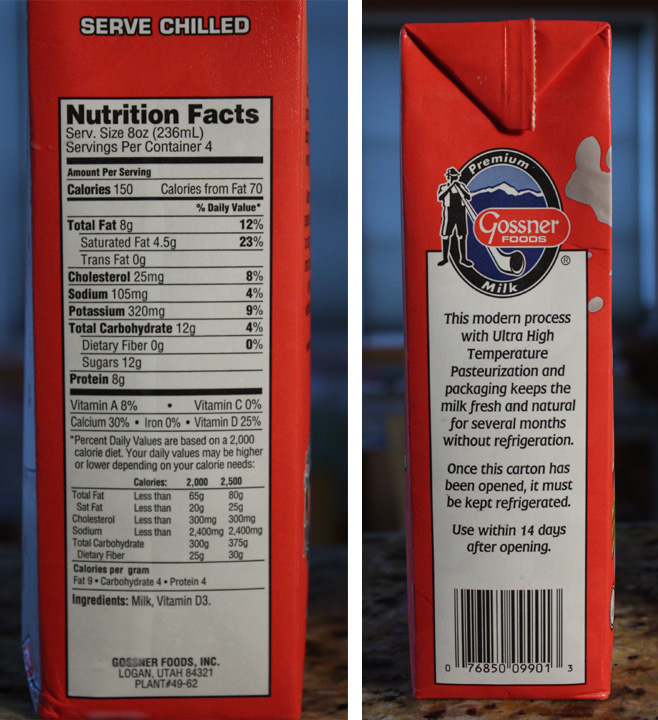 SERVE CHILLED
Nutrition Facts
Serv. Size 8oz (236mL)
Servings Per Container 4
Amount Per Serving
Calories 150 Calories from Fat 70
% Daily Value*
Total Fat 8g 12%
Saturated Fat 4.5g 23%
Trans Fat 0g
Cholesterol 25mg 8%
Sodium 105mg 4%
Potassium 320mg 9%
Total Carbohydrate 12g 4%
Dietary Fiber 0g 0%
Sugars 12g
Protein 8g
Vitamin A 8% • Vitamin C 0%
Calcium 30% • Iron 0% • Vitamin D 25%
*Percent Daily Values are based on a 2,000
calorie diet. Your daily values may be higher
or lower depending on your calorie needs:
Calories: 2,000 2,500
Total Fat Less than 65g 80g
Sat Fat Less than 20g 25g
Cholesterol Less than 300mg 300mg
Sodium Less than 2,400mg 2,400mg
Total Carbohydrate 300g 375g
Dietary Fiber 25g 30g
Calories per gram
Fat 9 • Carbohydrate 4 • Protein 4
Ingredients: Milk, Vitamin D3.
GOSSNER FOODS, INC.
LOGAN, UTAH 84321
PLANT#49-62
Premium
Gossner
FOODS
®
Milk
This modern process
with Ultra High
Temperature
Pasteurization and
packaging keeps the
milk fresh and natural
for several months
without refrigeration.
Once this carton has
been opened, it must
be kept refrigerated.
Use within 14 days
after opening.
0 76850 09901 3